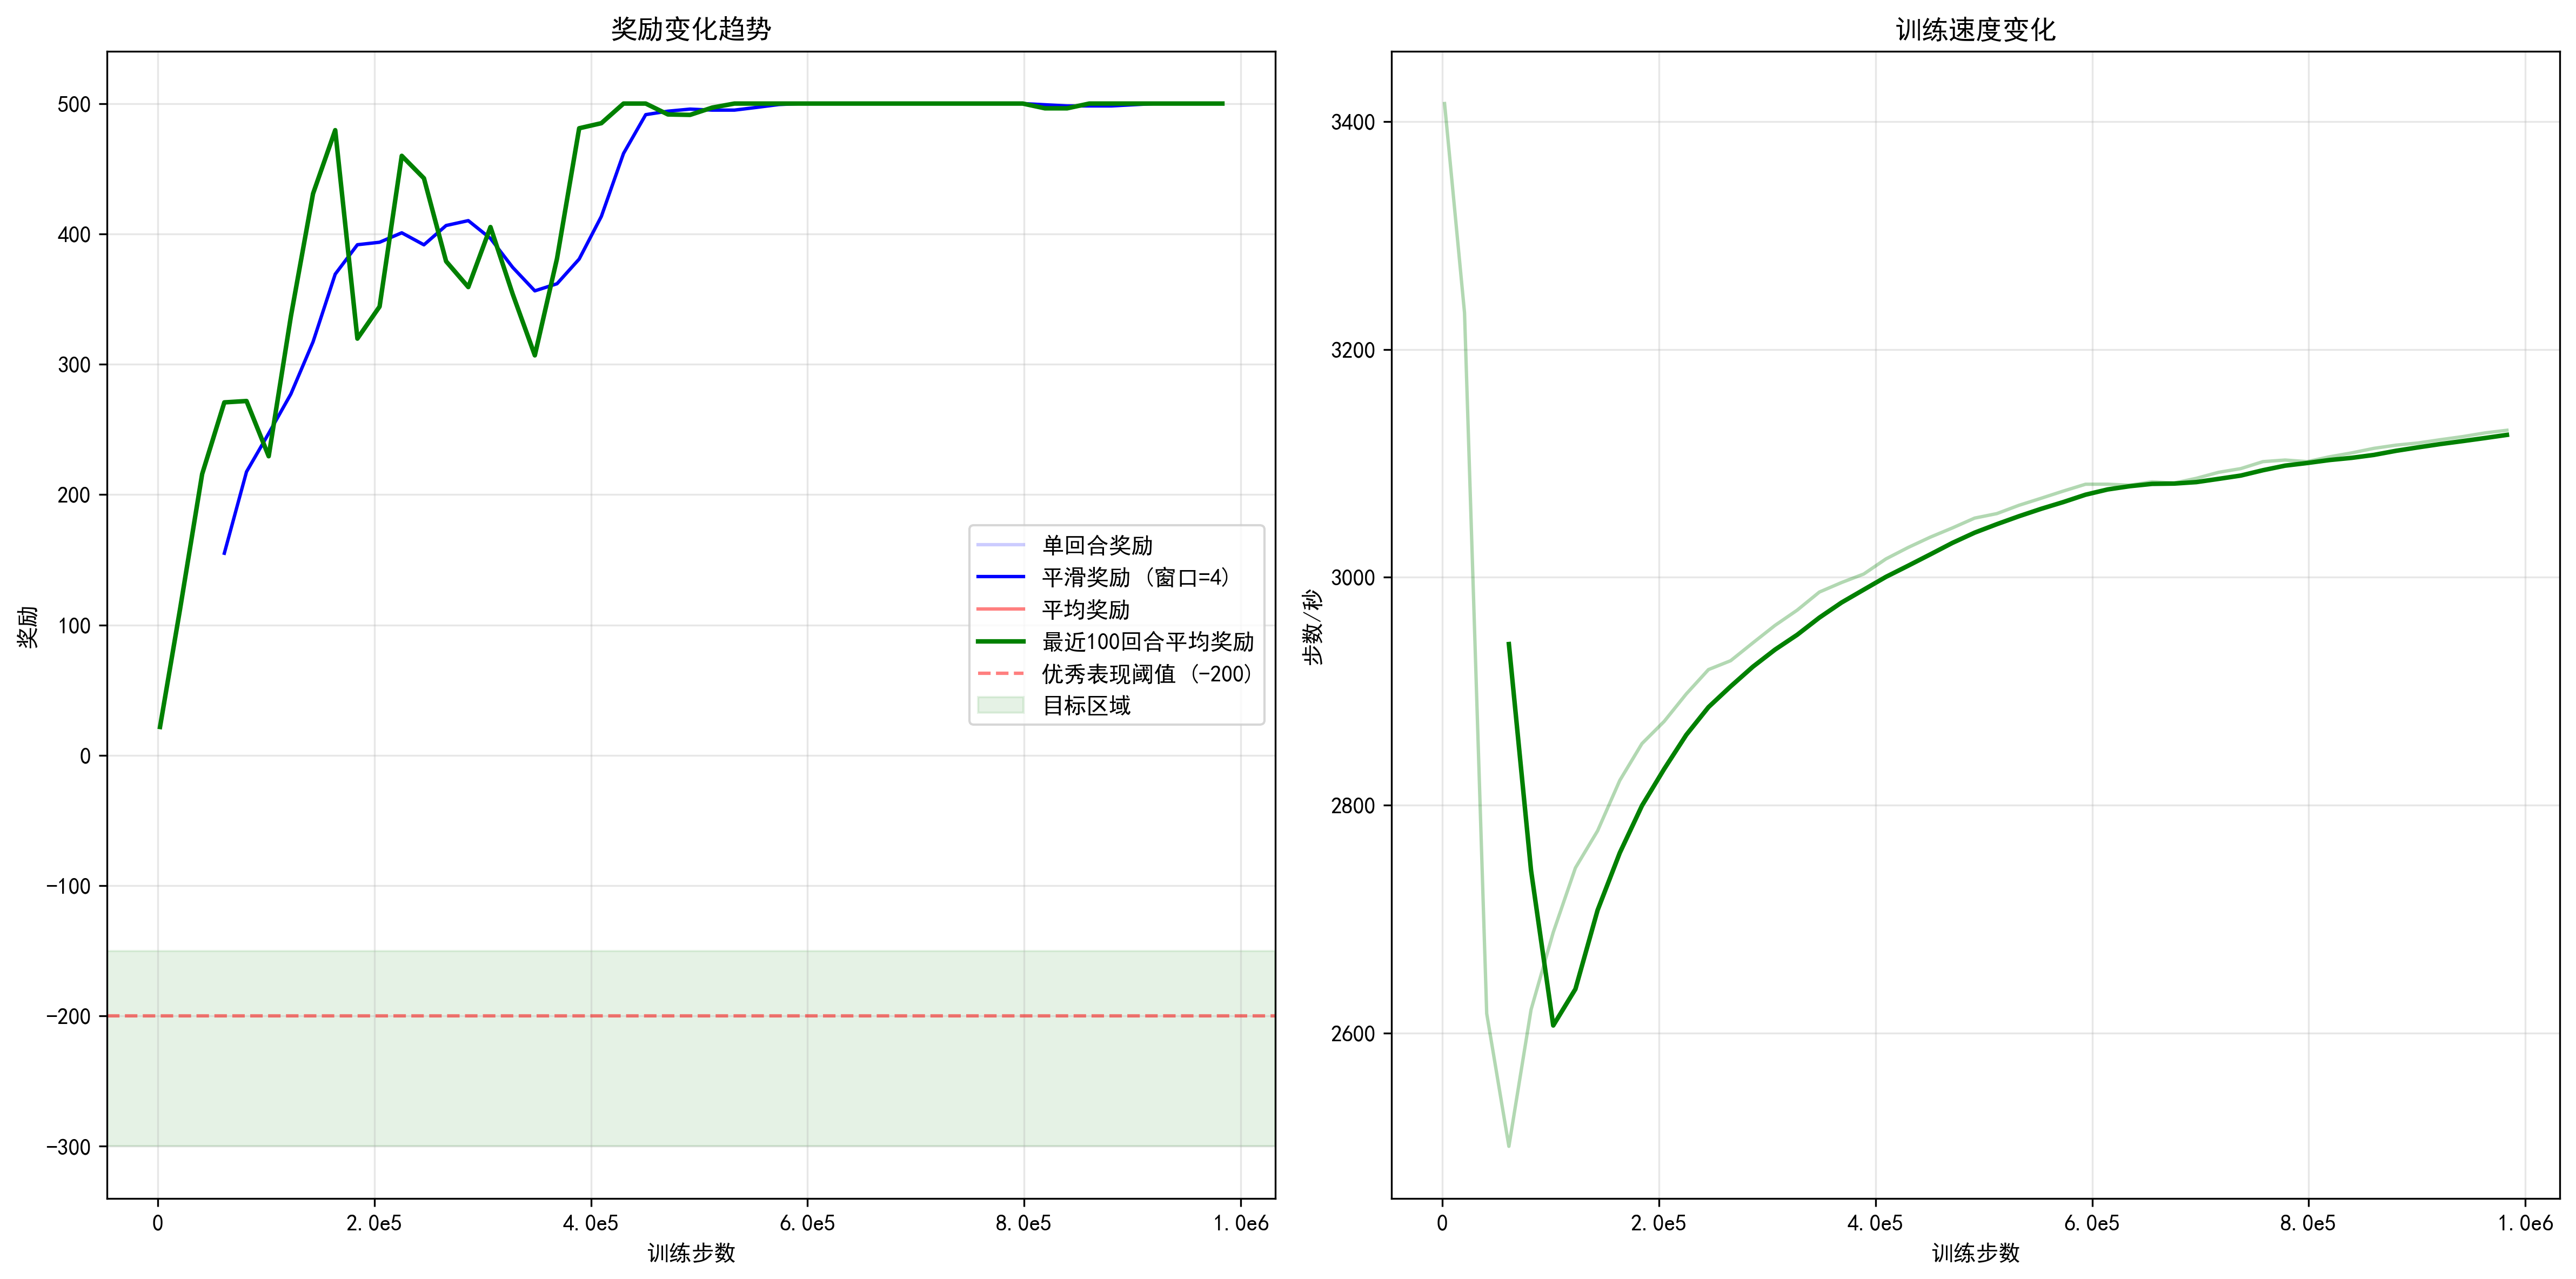 奖励变化趋势
500
400
300
200
100
0
-100
-200
-300
奖励
单回合奖励
平滑奖励 (窗口=4)
平均奖励
最近100回合平均奖励
优秀表现阈值 (-200)
目标区域
0
2.0e5
4.0e5
6.0e5
8.0e5
1.0e6
训练步数
训练速度变化
3400
3200
3000
2800
2600
步数/秒
0
2.0e5
4.0e5
6.0e5
8.0e5
1.0e6
训练步数